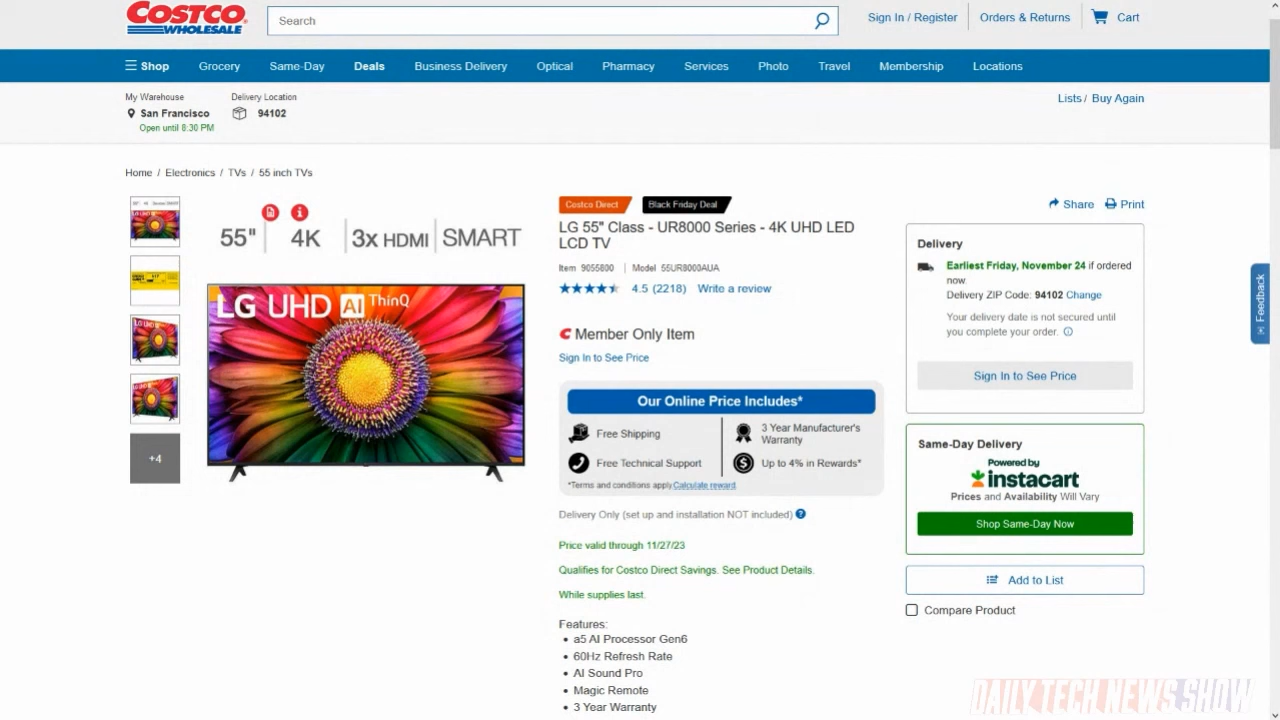 COSTCO
WHOLESALE
Search
Sign In / Register
Orders & Returns
Cart
Shop
Grocery
Same-Day
Deals
Business Delivery
Optical
Pharmacy
Services
Photo
Travel
Membership
Locations
My Warehouse
San Francisco
Open until 8:30 PM
Delivery Location
94102
Lists / Buy Again
Home / Electronics / TVs / 55 inch TVs
+4
55" 4K 3x HDMI SMART
LG UHD AI ThinQ
Costco Direct
Black Friday Deal
LG 55" Class - UR8000 Series - 4K UHD LED
LCD TV
Item 9055800 | Model 55UR8000AUA
4.5 (2218) Write a review
Member Only Item
Sign In to See Price
Our Online Price Includes*
Free Shipping
3 Year Manufacturer's
Warranty
Free Technical Support
Up to 4% in Rewards*
*Terms and conditions apply. Calculate reward.
Delivery Only (set up and installation NOT included)
Price valid through 11/27/23
Qualifies for Costco Direct Savings. See Product Details.
While supplies last.
Features:
• a5 AI Processor Gen6
• 60Hz Refresh Rate
• AI Sound Pro
• Magic Remote
• 3 Year Warranty
Share
Print
Delivery
Earliest Friday, November 24 if ordered
now.
Delivery ZIP Code: 94102 Change
Your delivery date is not secured until
you complete your order.
Sign In to See Price
Same-Day Delivery
Powered by
instacart
Prices and Availability Will Vary
Shop Same-Day Now
Add to List
Compare Product
Feedback
DAILY TECH NEWS SHOW